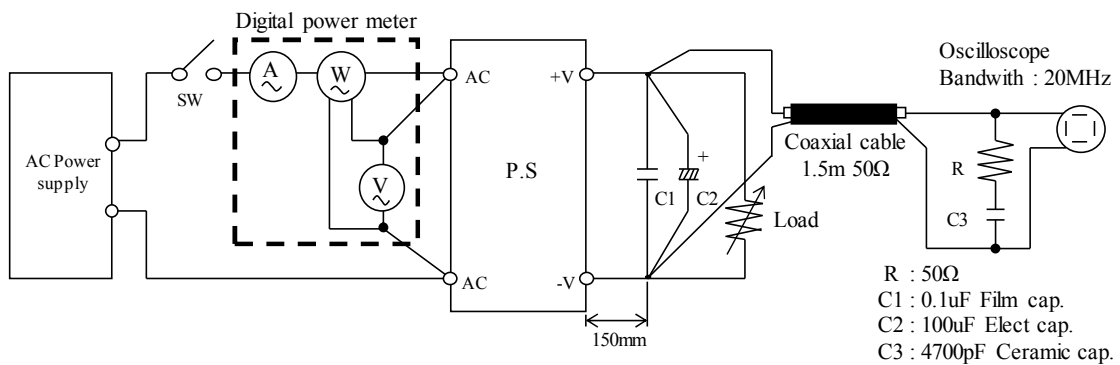 Digital power meter
AC Power
supply
SW
A
W
V
AC
AC
P.S
+V
-V
150mm
C1
+
C2
Load
Coaxial cable
1.5m 50Ω
Oscilloscope
Bandwith : 20MHz
R
C3
R : 50Ω
C1 : 0.1uF Film cap.
C2 : 100uF Elect cap.
C3 : 4700pF Ceramic cap.